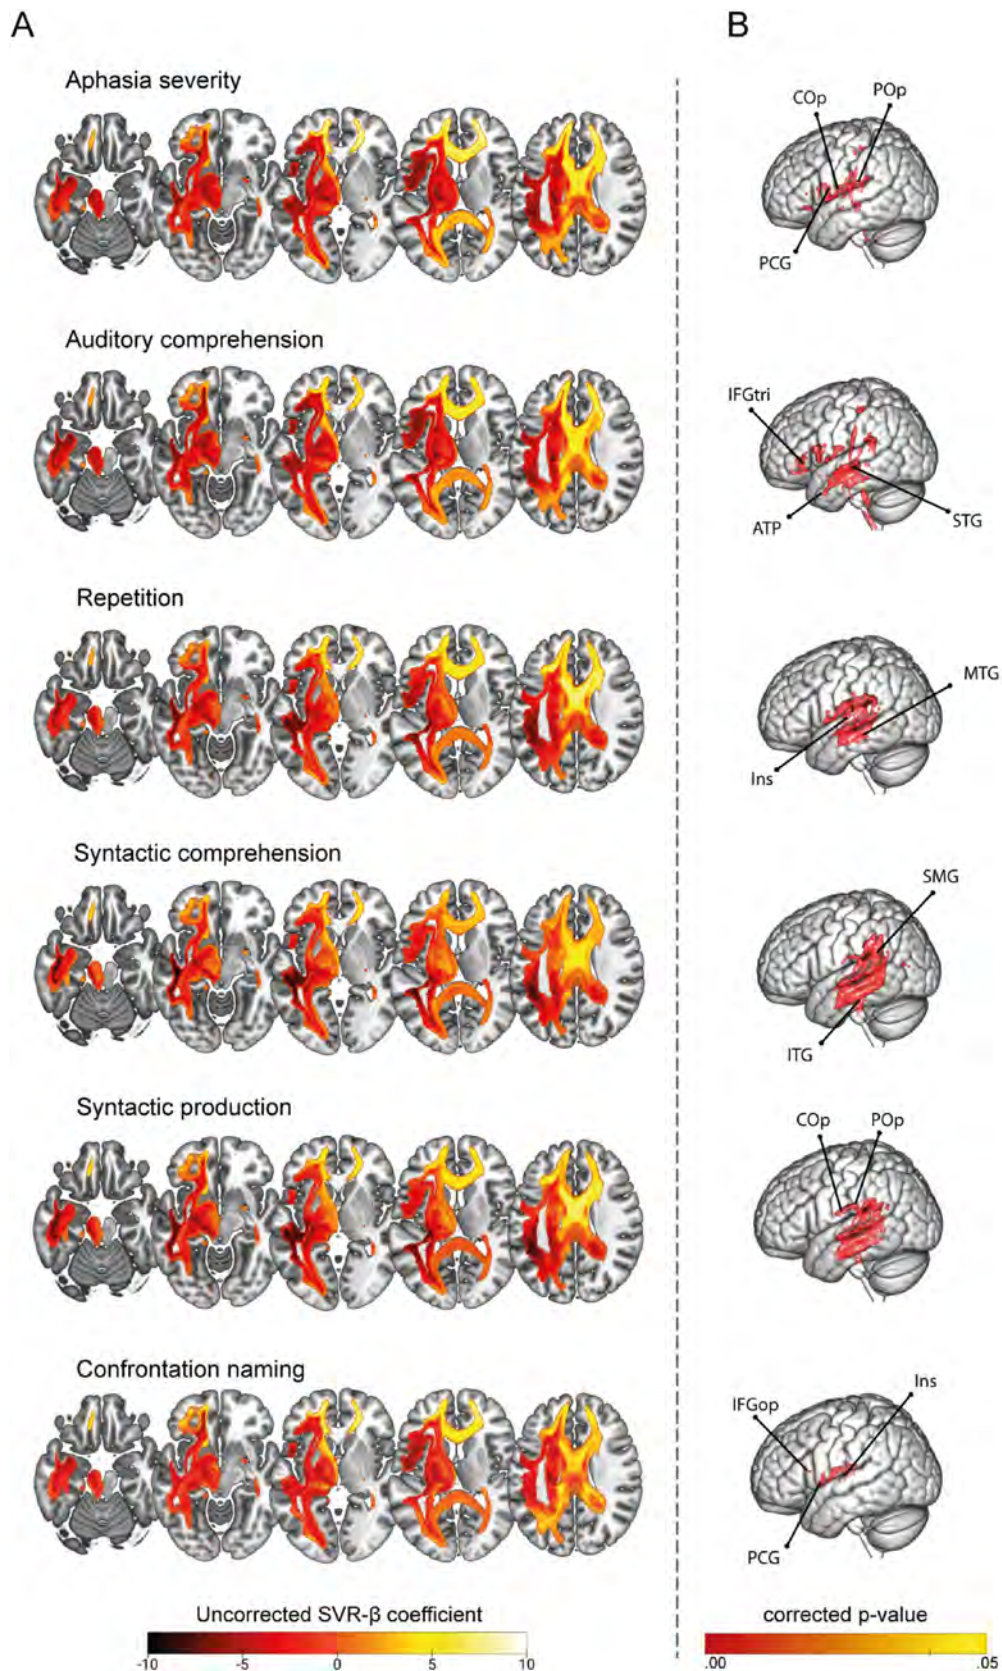 A
B
Aphasia severity
COp
POp
PCG
Auditory comprehension
IFGtri
ATP
STG
Repetition
MTG
Ins
Syntactic comprehension
SMG
ITG
Syntactic production
COp
POp
Confrontation naming
Ins
IFGop
PCG
Uncorrected SVR-β coefficient
-10 -5 0 5 10
corrected p-value
.00 .05